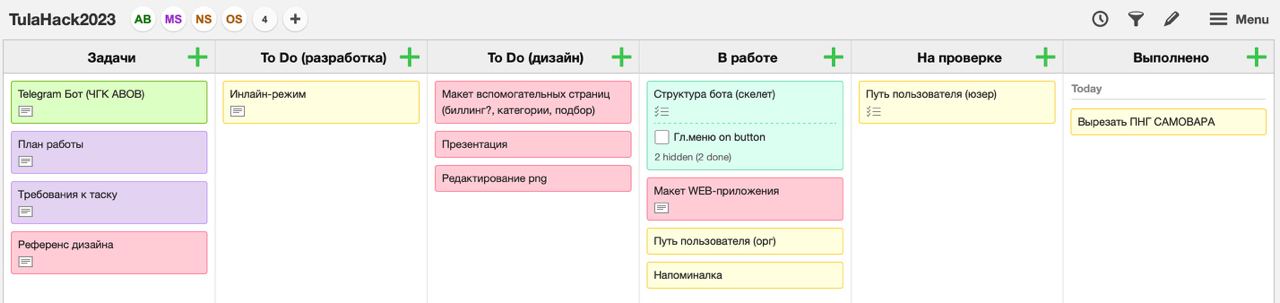 TulaHack2023
AB
MS
NS
OS
4
Menu
Задачи
Telegram Бот (ЧГК АВОВ)
План работы
Требования к таску
Референс дизайна
To Do (разработка)
Инлайн-режим
To Do (дизайн)
Макет вспомогательных страниц
(биллинг?, категории, подбор)
Презентация
Редактирование png
В работе
Структура бота (скелет)
Гл.меню on button
2 hidden (2 done)
Макет WEB-приложения
Путь пользователя (орг)
Напоминалка
На проверке
Путь пользователя (юзер)
Выполнено
Today
Вырезать ПНГ САМОВАРА